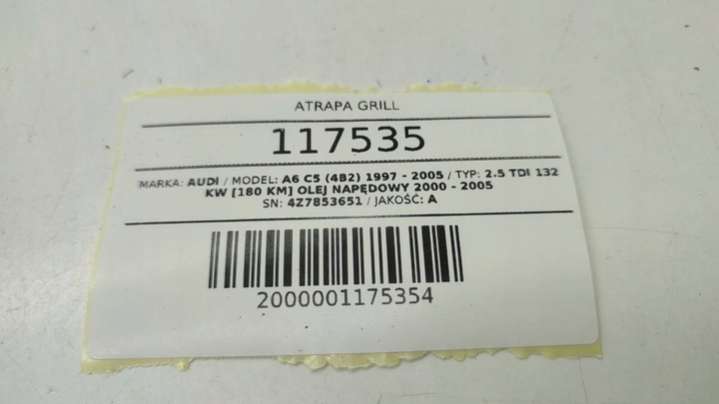 ATRAPA GRILL
117535
MARKA: AUDI / MODEL: A6 C5 (4B2) 1997 - 2005 / TYP: 2.5 TDI 132
KW [180 KM] OLEJ NAPĘDOWY 2000 - 2005
SN: 4Z7853651 / JAKOŚĆ: A
2000001175354